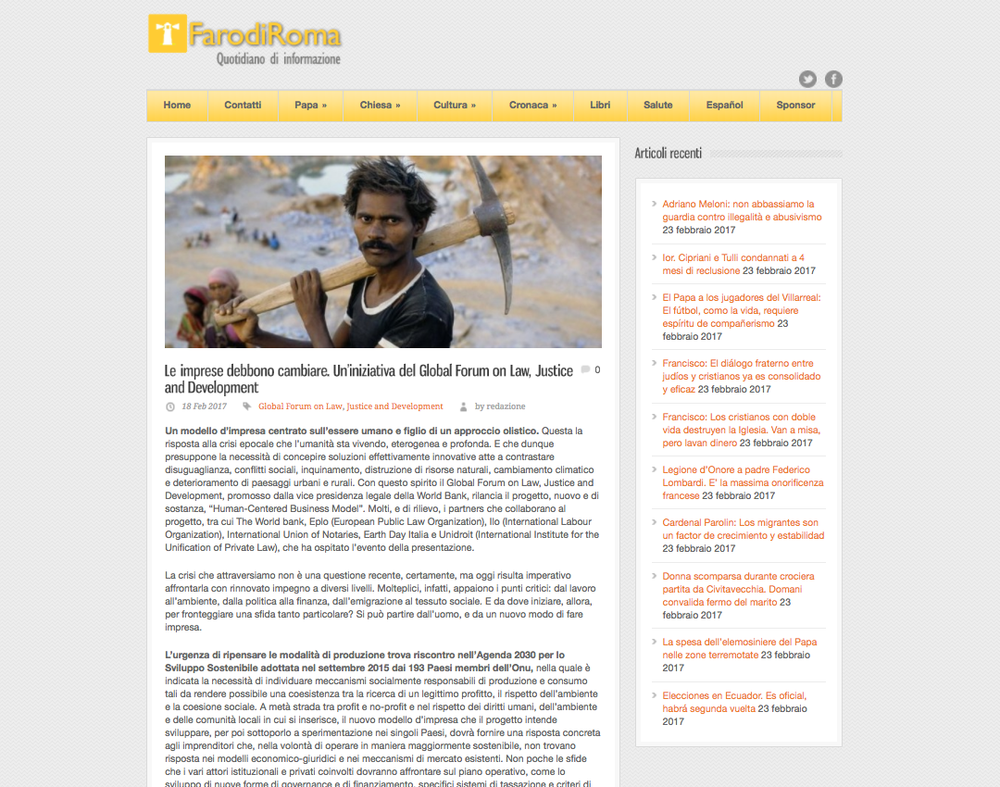 FarodiRoma
Quotidiano di informazione
Home Contatti Papa » Chiesa » Cultura » Cronaca » Libri Salute Español Sponsor
Le imprese debbono cambiare. Un'iniziativa del Global Forum on Law, Justice
and Development
0
18 Feb 2017 Global Forum on Law, Justice and Development by redazione
Un modello d'impresa centrato sull'essere umano e figlio di un approccio olistico. Questa la
risposta alla crisi epocale che l'umanità sta vivendo, eterogenea e profonda. E che dunque
presuppone la necessità di concepire soluzioni effettivamente innovative atte a contrastare
disuguaglianza, conflitti sociali, inquinamento, distruzione di risorse naturali, cambiamento climatico
e deterioramento di paesaggi urbani e rurali. Con questo spirito il Global Forum on Law, Justice and
Development, promosso dalla vice presidenza legale della World Bank, rilancia il progetto, nuovo e di
sostanza, "Human-Centered Business Model". Molti, e di rilievo, i partners che collaborano al
progetto, tra cui The World bank, Eplo (European Public Law Organization), Ilo (International Labour
Organization), International Union of Notaries, Earth Day Italia e Unidroit (International Institute for the
Unification of Private Law), che ha ospitato l'evento della presentazione.
La crisi che attraversiamo non è una questione recente, certamente, ma oggi risulta imperativo
affrontarla con rinnovato impegno a diversi livelli. Molteplici, infatti, appaiono i punti critici: dal lavoro
all'ambiente, dalla politica alla finanza, dall'emigrazione al tessuto sociale. E da dove iniziare, allora,
per fronteggiare una sfida tanto particolare? Si può partire dall'uomo, e da un nuovo modo di fare
impresa.
L'urgenza di ripensare le modalità di produzione trova riscontro nell'Agenda 2030 per lo
Sviluppo Sostenibile adottata nel settembre 2015 dai 193 Paesi membri dell'Onu, nella quale è
indicata la necessità di individuare meccanismi socialmente responsabili di produzione e consumo
tali da rendere possibile una coesistenza tra la ricerca di un legittimo profitto, il rispetto dell'ambiente
e la coesione sociale. A metà strada tra profit e no-profit e nel rispetto dei diritti umani, dell'ambiente
e delle comunità locali in cui si inserisce, il nuovo modello d'impresa che il progetto intende
sviluppare, per poi sottoporlo a sperimentazione nei singoli Paesi, dovrà fornire una risposta concreta
agli imprenditori che, nella volontà di operare in maniera maggiormente sostenibile, non trovano
risposta nei modelli economico-giuridici e nei meccanismi di mercato esistenti. Non poche le sfide
che i vari attori istituzionali e privati coinvolti dovranno affrontare sul piano operativo, come lo
sviluppo di nuove forme di governance e di finanziamento, specifici sistemi di tassazione e criteri di
Articoli recenti
Adriano Meloni: non abbassiamo la
guardia contro illegalità e abusivismo
23 febbraio 2017
Ior. Cipriani e Tulli condannati a 4
mesi di reclusione 23 febbraio 2017
El Papa a los jugadores del Villarreal:
El fútbol, como la vida, requiere
espíritu de compañerismo 23
febbraio 2017
Francisco: El diálogo fraterno entre
judíos y cristianos ya es consolidado
y eficaz 23 febbraio 2017
Francisco: Los cristianos con doble
vida destruyen la Iglesia. Van a misa,
pero lavan dinero 23 febbraio 2017
Legione d'Onore a padre Federico
Lombardi. E' la massima onorificenza
francese 23 febbraio 2017
Cardenal Parolin: Los migrantes son
un factor de crecimiento y estabilidad
23 febbraio 2017
Donna scomparsa durante crociera
partita da Civitavecchia. Domani
convalida fermo del marito 23
febbraio 2017
La spesa dell'elemosiniere del Papa
nelle zone terremotate 23 febbraio
2017
Elecciones en Ecuador. Es oficial,
habrá segunda vuelta 23 febbraio
2017